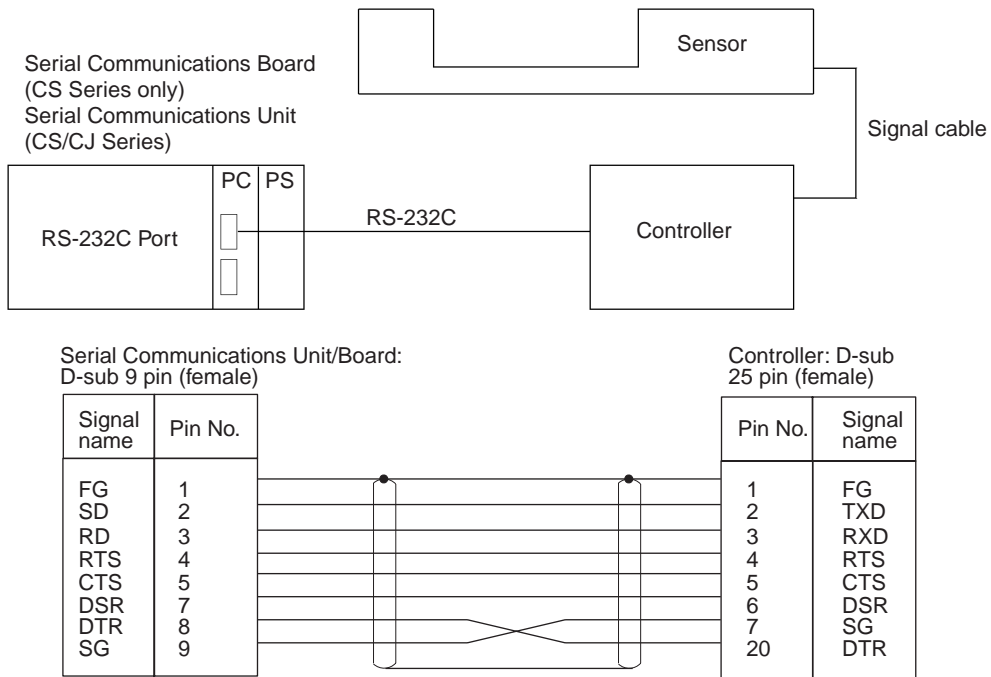 Sensor
Serial Communications Board
(CS Series only)
Serial Communications Unit
(CS/CJ Series)
Signal cable
PC PS
RS-232C Port
RS-232C
Controller
Serial Communications Unit/Board:
D-sub 9 pin (female)
Controller: D-sub
25 pin (female)
Signal
name
Pin No.
Pin No.
Signal
name
FG 1 1 FG
SD 2 2 TXD
RD 3 3 RXD
RTS 4 4 RTS
CTS 5 5 CTS
DSR 7 6 DSR
DTR 8 7 SG
SG 9 20 DTR